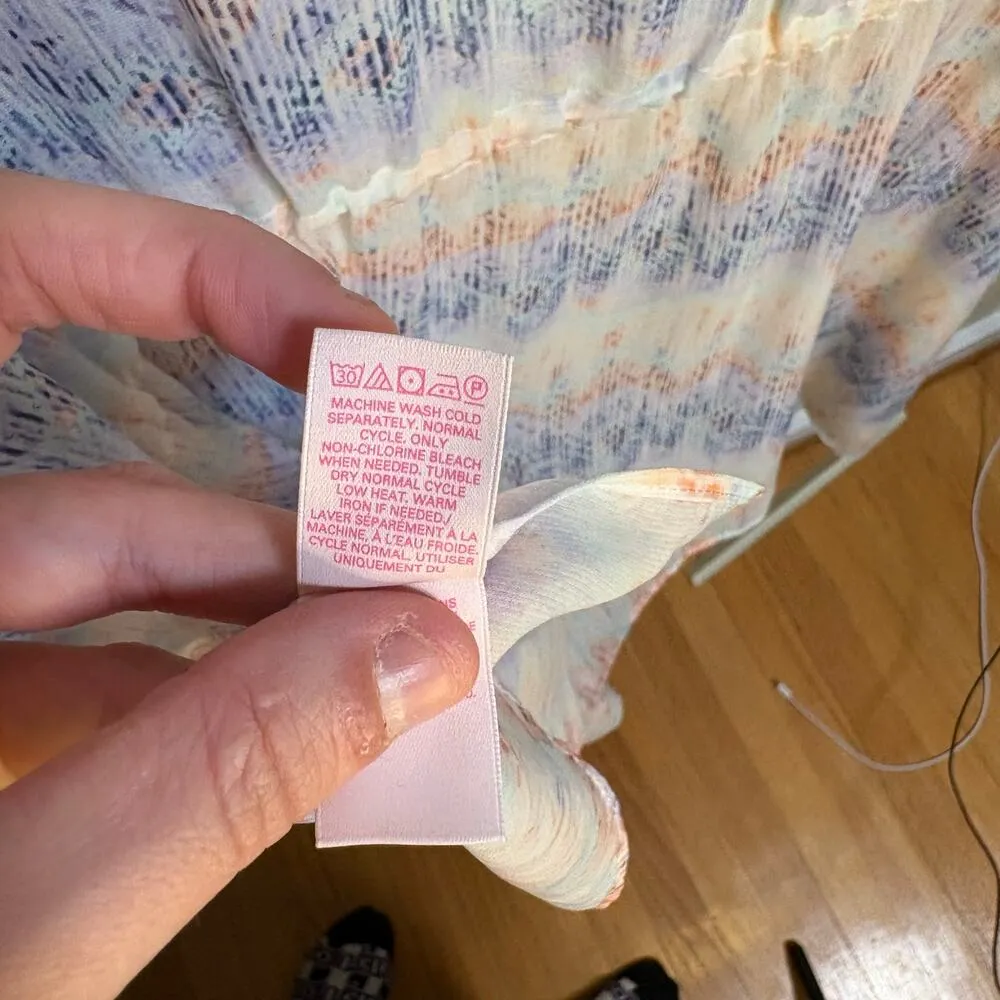 30 P
MACHINE WASH COLD
SEPARATELY. NORMAL
CYCLE. ONLY
NON-CHLORINE BLEACH
WHEN NEEDED. TUMBLE
DRY NORMAL CYCLE
LOW HEAT. WARM
IRON IF NEEDED./
LAVER SÉPARÉMENT À LA
MACHINE, À L'EAU FROIDE.
CYCLE NORMAL. UTILISER
UNIQUEMENT DU